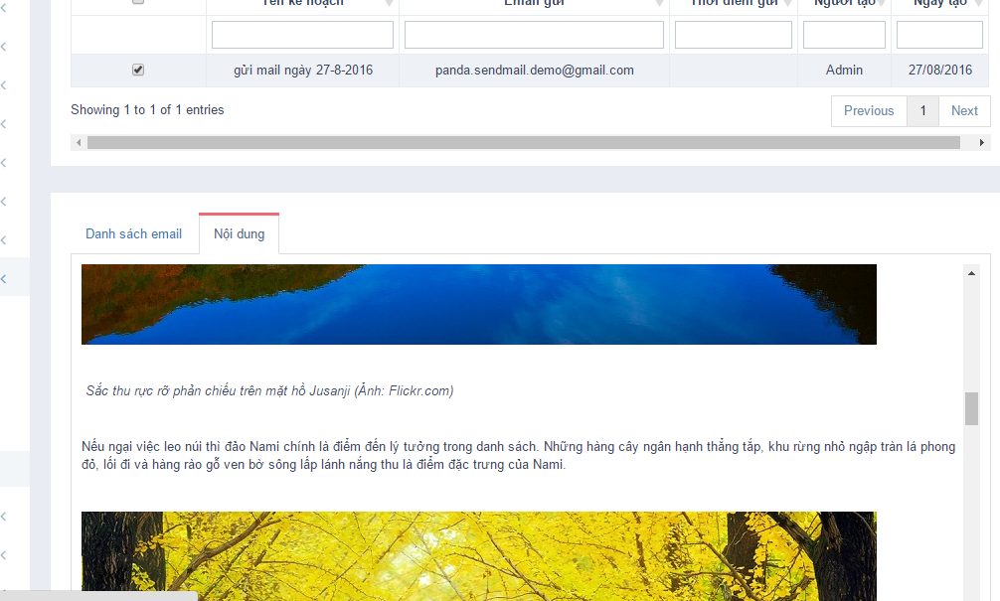 Tên kế hoạch Email gửi Thời điểm gửi Người tạo Ngày tạo
gửi mail ngày 27-8-2016 panda.sendmail.demo@gmail.com Admin 27/08/2016
Showing 1 to 1 of 1 entries Previous 1 Next
Danh sách email Nội dung
Sắc thu rực rỡ phản chiếu trên mặt hồ Jusanji (Ảnh: Flickr.com)
Nếu ngại việc leo núi thì đảo Nami chính là điểm đến lý tưởng trong danh sách. Những hàng cây ngân hạnh thẳng tắp, khu rừng nhỏ ngập tràn lá phong
đỏ, lối đi và hàng rào gỗ ven bờ sông lấp lánh nắng thu là điểm đặc trưng của Nami.